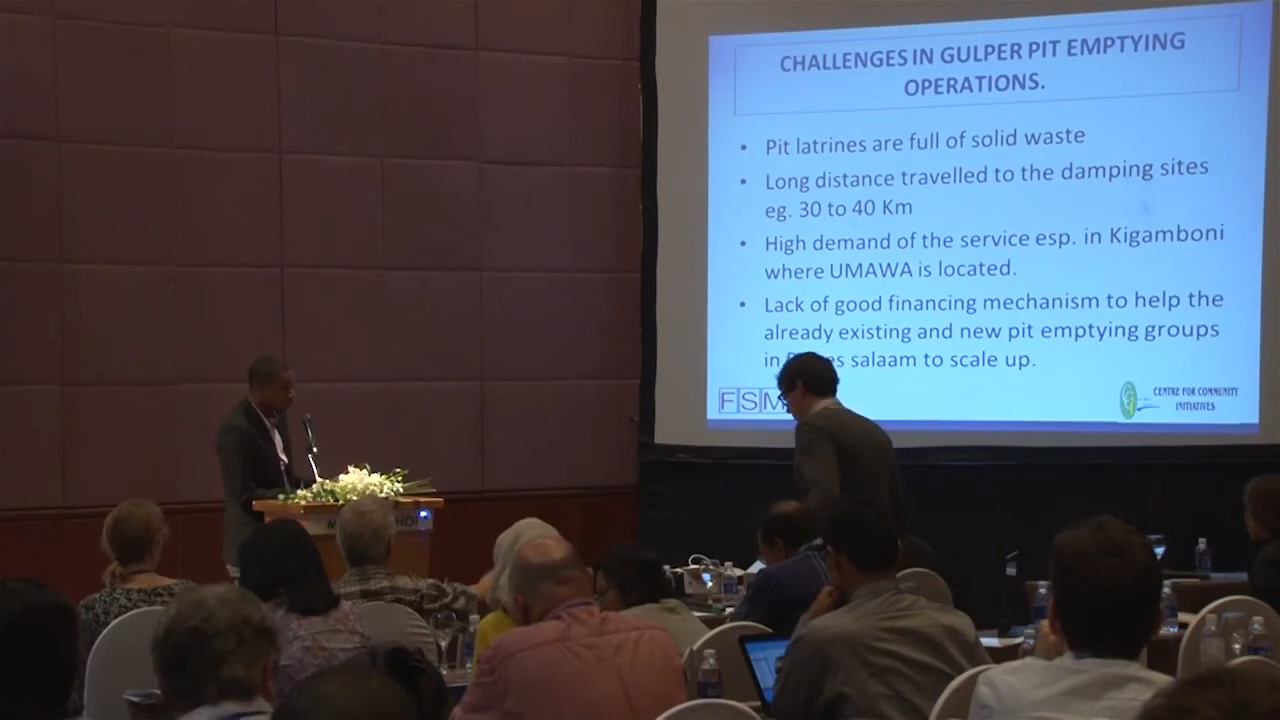 CHALLENGES IN GULPER PIT EMPTYING
OPERATIONS.
• Pit latrines are full of solid waste
• Long distance travelled to the damping sites
eg. 30 to 40 Km
• High demand of the service esp. in Kigamboni
where UMAWA is located.
• Lack of good financing mechanism to help the
already existing and new pit emptying groups
in es salaam to scale up.
FSM
CENTRE FOR COMMUNITY
INITIATIVES